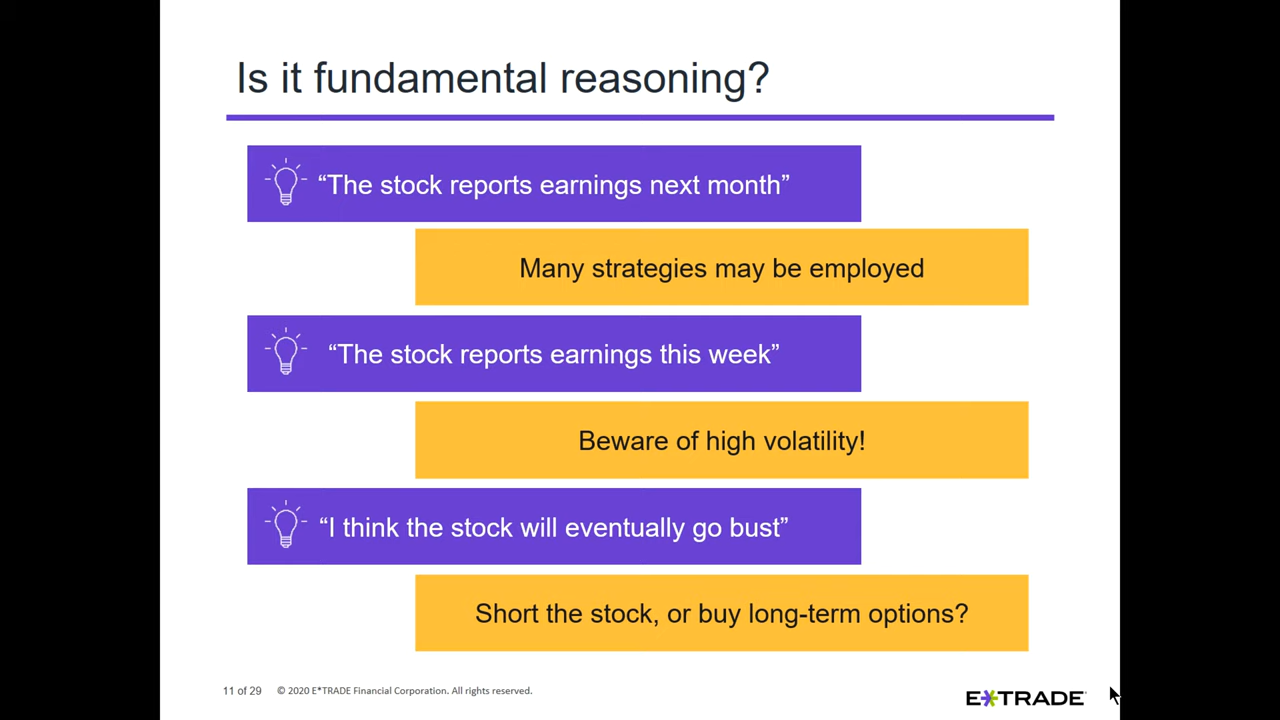 Is it fundamental reasoning?
“The stock reports earnings next month”
Many strategies may be employed
“The stock reports earnings this week”
Beware of high volatility!
“I think the stock will eventually go bust”
Short the stock, or buy long-term options?
11 of 29 © 2020 E*TRADE Financial Corporation. All rights reserved.
E*TRADE